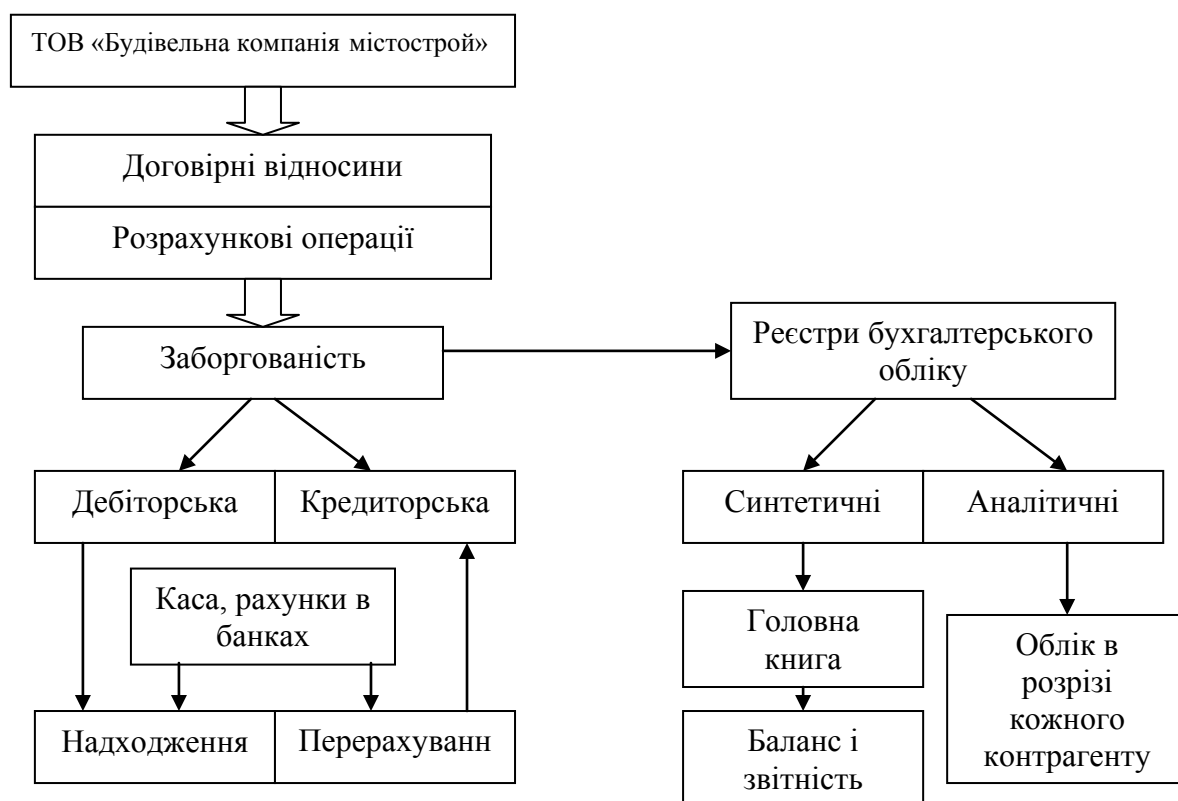 ТОВ «Будівельна компанія містострой»
Договірні відносини
Розрахункові операції
Заборгованість
Реєстри бухгалтерського
обліку
Дебіторська
Кредиторська
Синтетичні
Аналітичні
Каса, рахунки в
банках
Головна
книга
Облік в
розрізі
кожного
контрагенту
Надходження
Перерахуванн
Баланс і
звітність